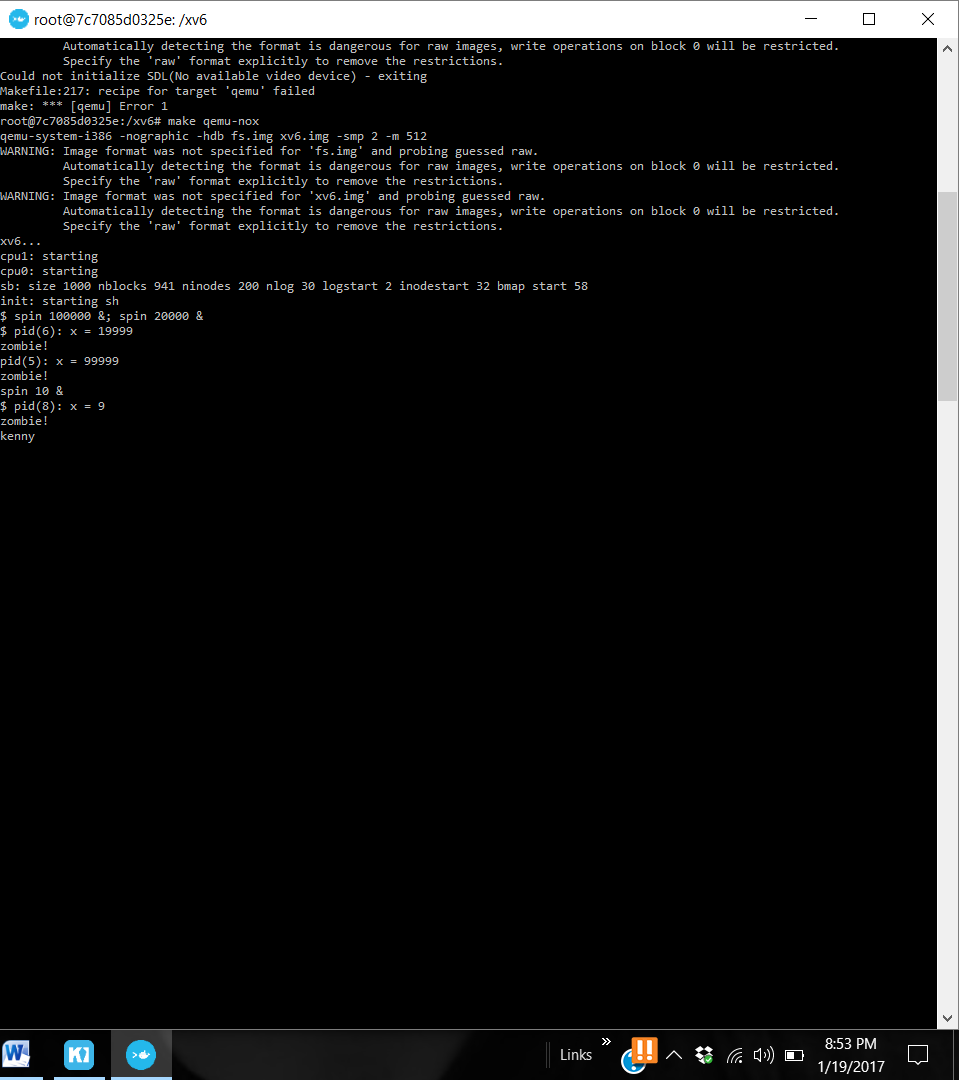 root@7c7085d0325e: /xv6
Automatically detecting the format is dangerous for raw images, write operations on block 0 will be restricted.
Specify the 'raw' format explicitly to remove the restrictions.
Could not initialize SDL(No available video device) - exiting
Makefile:217: recipe for target 'qemu' failed
make: *** [qemu] Error 1
root@7c7085d0325e:/xv6# make qemu-nox
qemu-system-i386 -nographic -hdb fs.img xv6.img -smp 2 -m 512
WARNING: Image format was not specified for 'fs.img' and probing guessed raw.
Automatically detecting the format is dangerous for raw images, write operations on block 0 will be restricted.
Specify the 'raw' format explicitly to remove the restrictions.
WARNING: Image format was not specified for 'xv6.img' and probing guessed raw.
Automatically detecting the format is dangerous for raw images, write operations on block 0 will be restricted.
Specify the 'raw' format explicitly to remove the restrictions.
xv6...
cpu1: starting
cpu0: starting
sb: size 1000 nblocks 941 ninodes 200 nlog 30 logstart 2 inodestart 32 bmap start 58
init: starting sh
$ spin 100000 &; spin 20000 &
$ pid(6): x = 19999
zombie!
pid(5): x = 99999
zombie!
spin 10 &
$ pid(8): x = 9
zombie!
kenny
Links
8:53 PM
1/19/2017